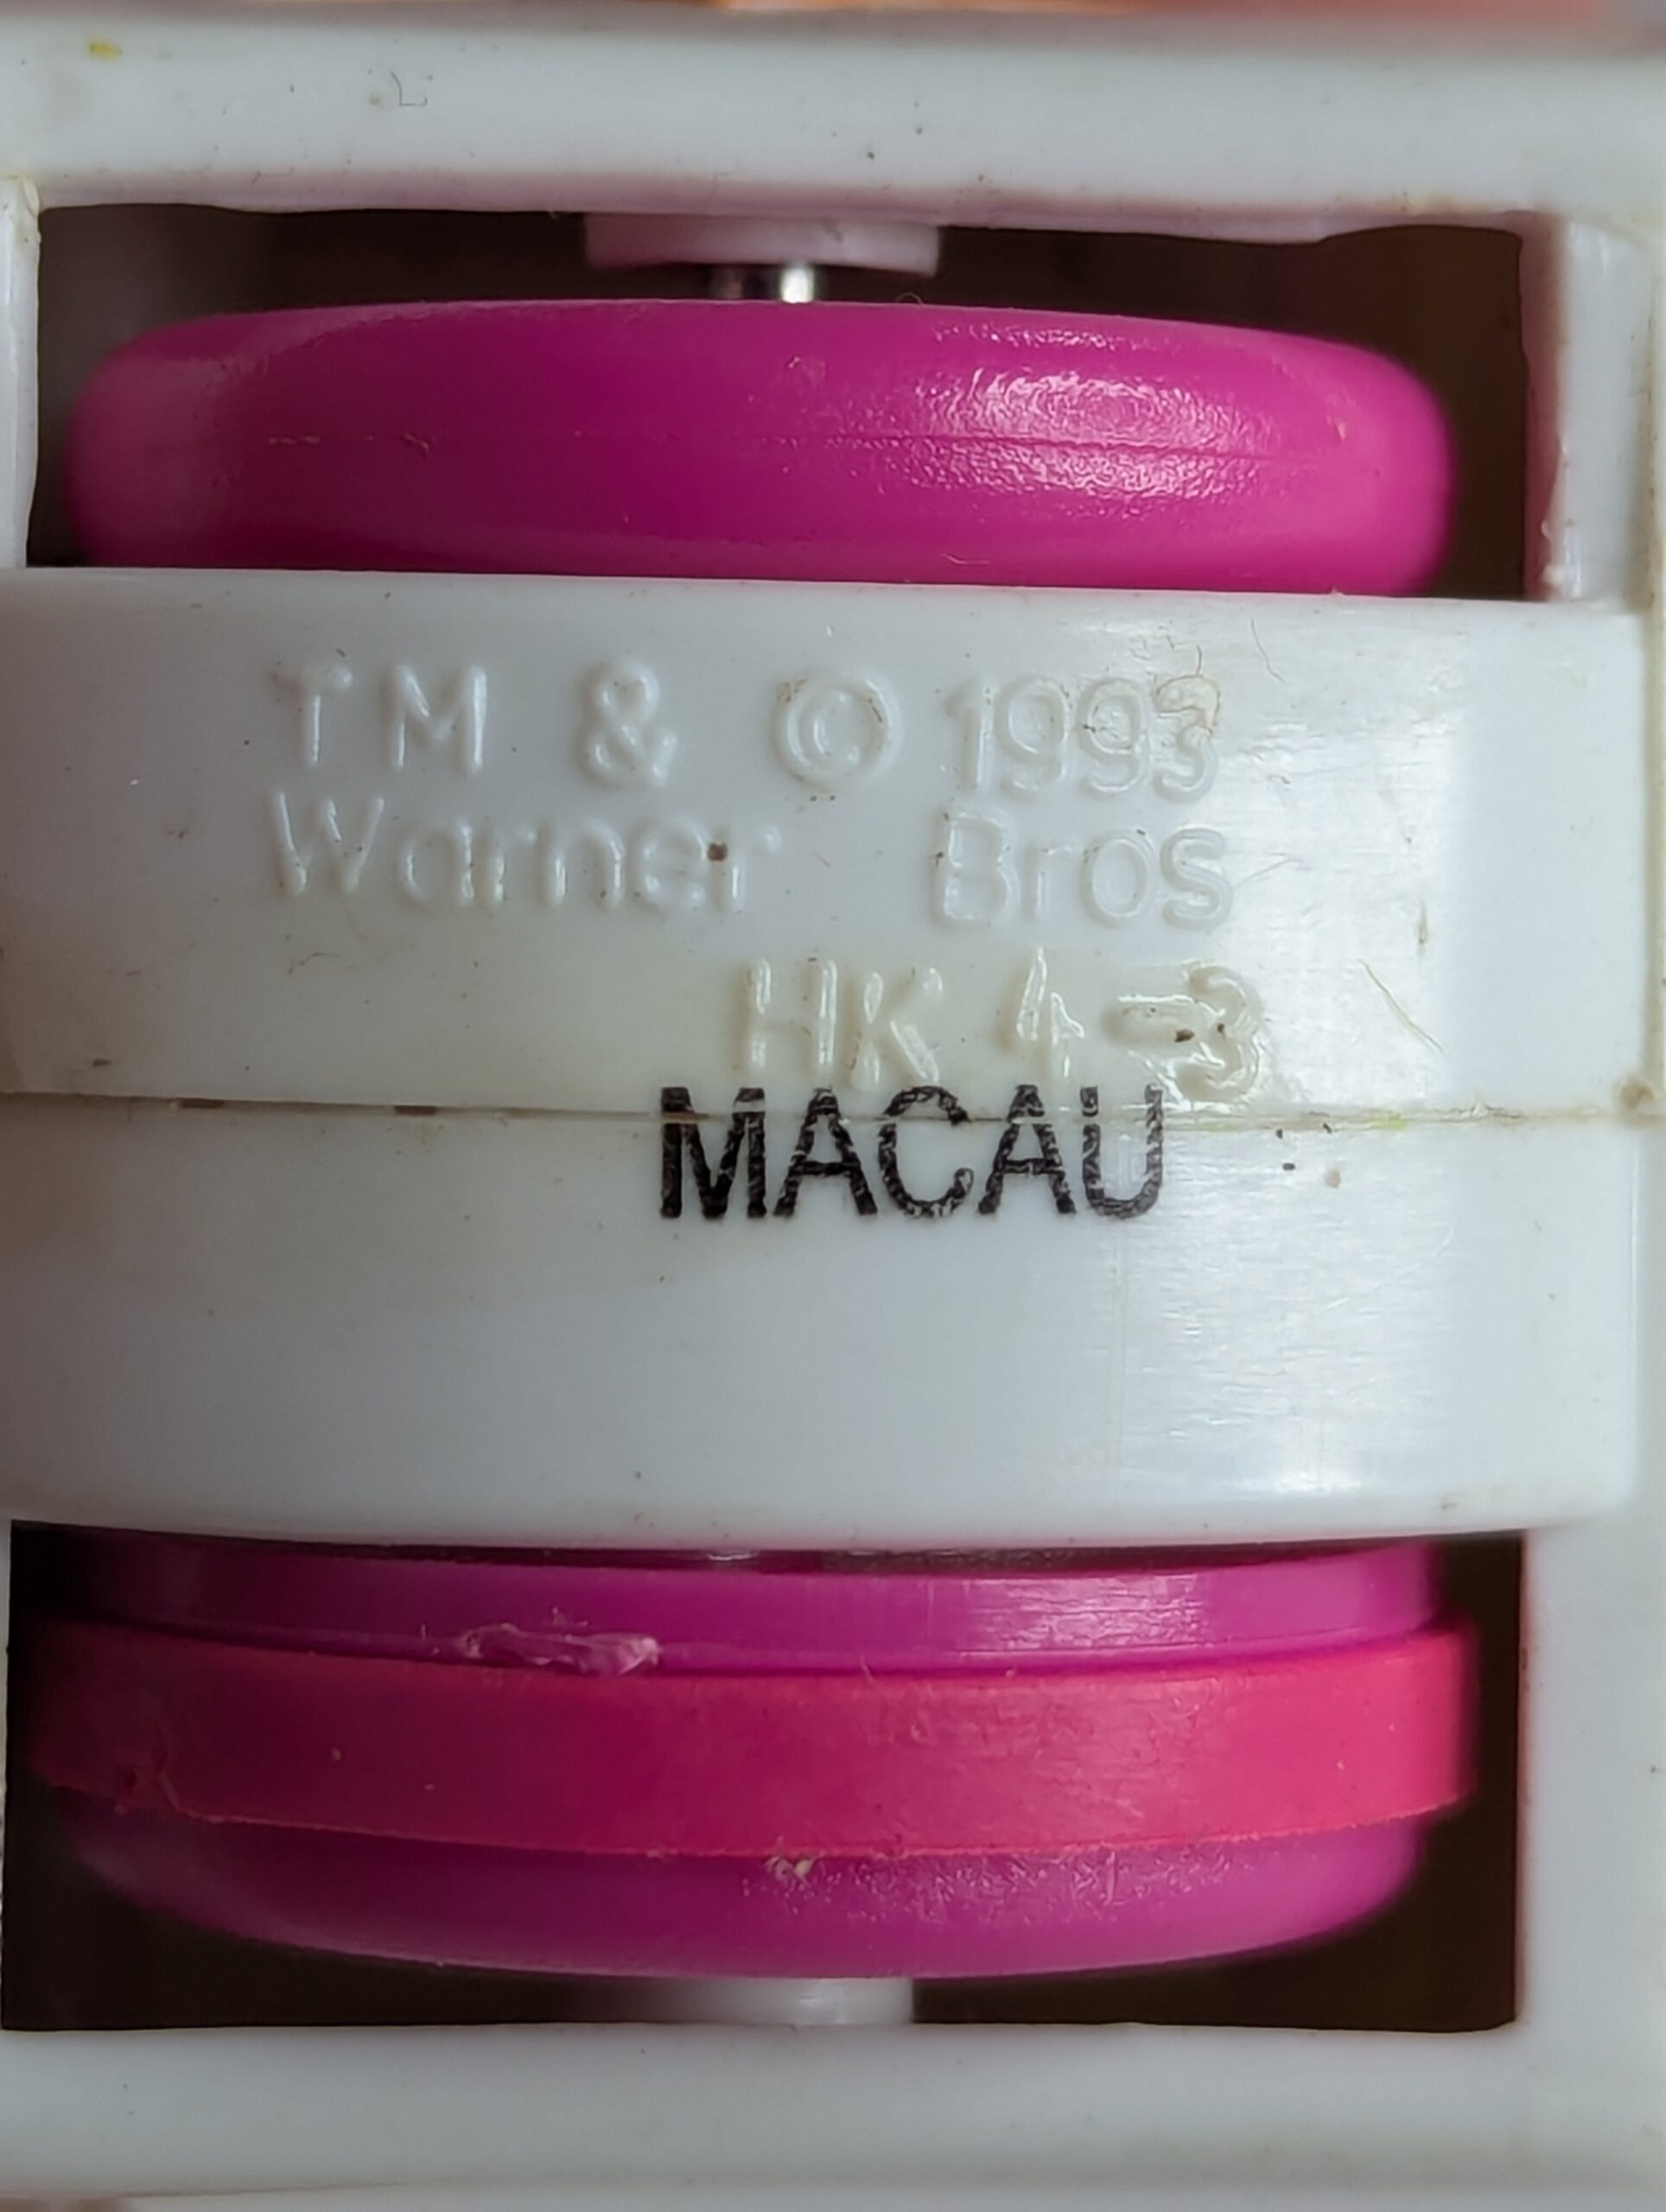 TM & © 1993
Warner Bros
HK 4-3
MACAU